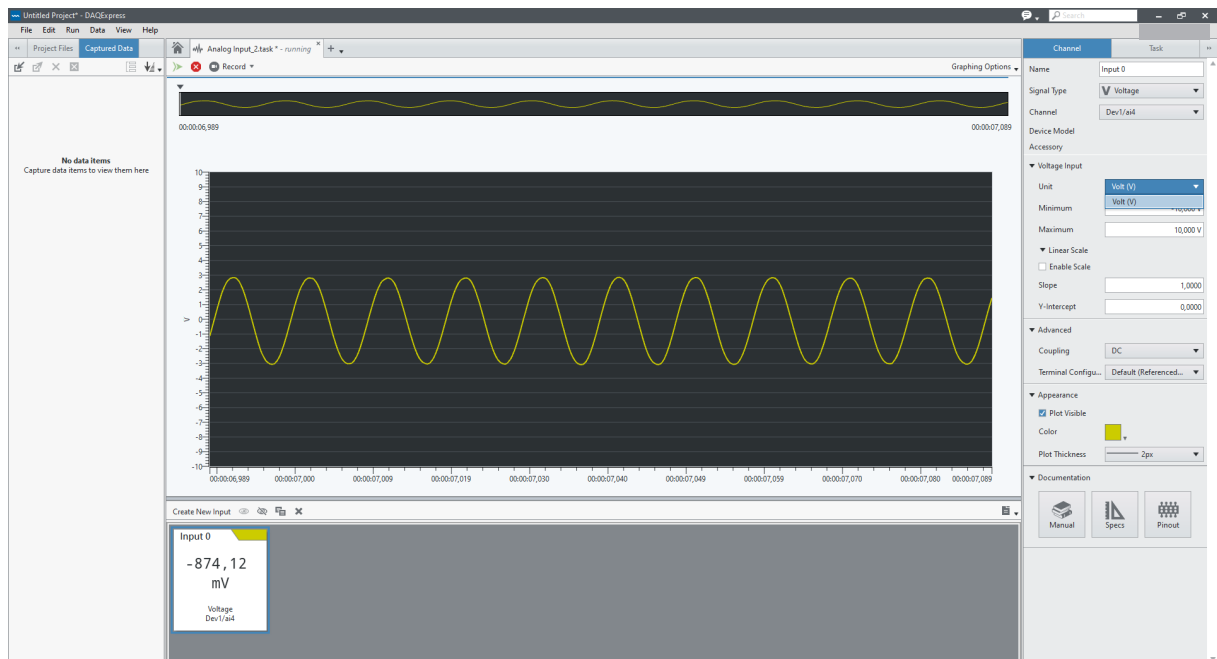 Untitled Project* - DAQExpress
Search
File Edit Run Data View Help
Project Files Captured Data
Analog Input_2.task * - running
Channel Task
Record
Graphing Options
Name Input 0
Signal Type V Voltage
Channel Dev1/ai4
Device Model
Accessory
00:00:06,989 00:00:07,089
No data items
Capture data items to view them here
Voltage Input
Unit Volt (V)
Volt (V)
Minimum -10,000 V
Maximum 10,000 V
Linear Scale
Enable Scale
Slope 1,0000
Y-Intercept 0,0000
Advanced
Coupling DC
Terminal Configu... Default (Referenced...
Appearance
Plot Visible
Color
Plot Thickness 2px
Documentation
Manual Specs Pinout
10
9
8
7
6
5
4
3
2
1
0
-1
-2
-3
-4
-5
-6
-7
-8
-9
-10
V
00:00:06,989 00:00:07,000 00:00:07,009 00:00:07,019 00:00:07,030 00:00:07,040 00:00:07,049 00:00:07,059 00:00:07,070 00:00:07,080 00:00:07,089
Create New Input
Input 0
-874,12
mV
Voltage
Dev1/ai4